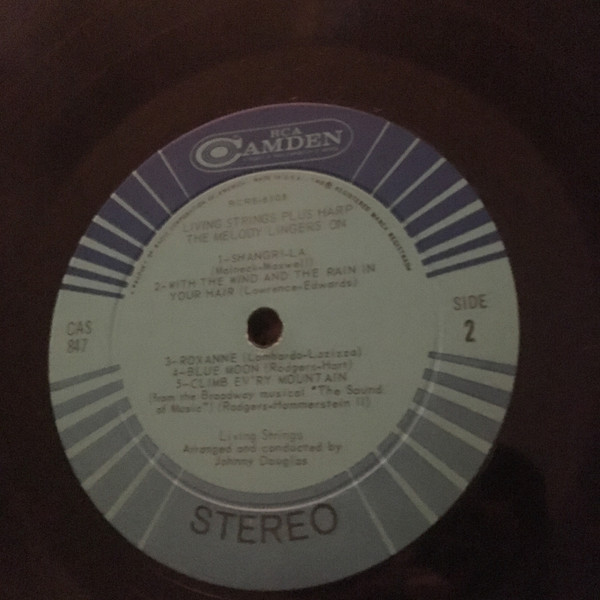 RCA
CAMDEN
LIVING STRINGS PLUS HARP
THE MELODY LINGERS ON
1-SHANGRI-LA
(Malneck-Maxwell)
2-WITH THE WIND AND THE RAIN IN
YOUR HAIR (Lawrence-Edwards)
CAS
847
SIDE
2
3-ROXANNE (Lombardo-
4-BLUE MOON (Rodgers-Hart)
5-CLIMB EV'RY MOUNTAIN
(from the Broadway musical "The Sound
of Music") (Rodgers-Hammerstein II)
Living Strings
Arranged and conducted by
Johnny Douglas
STEREO